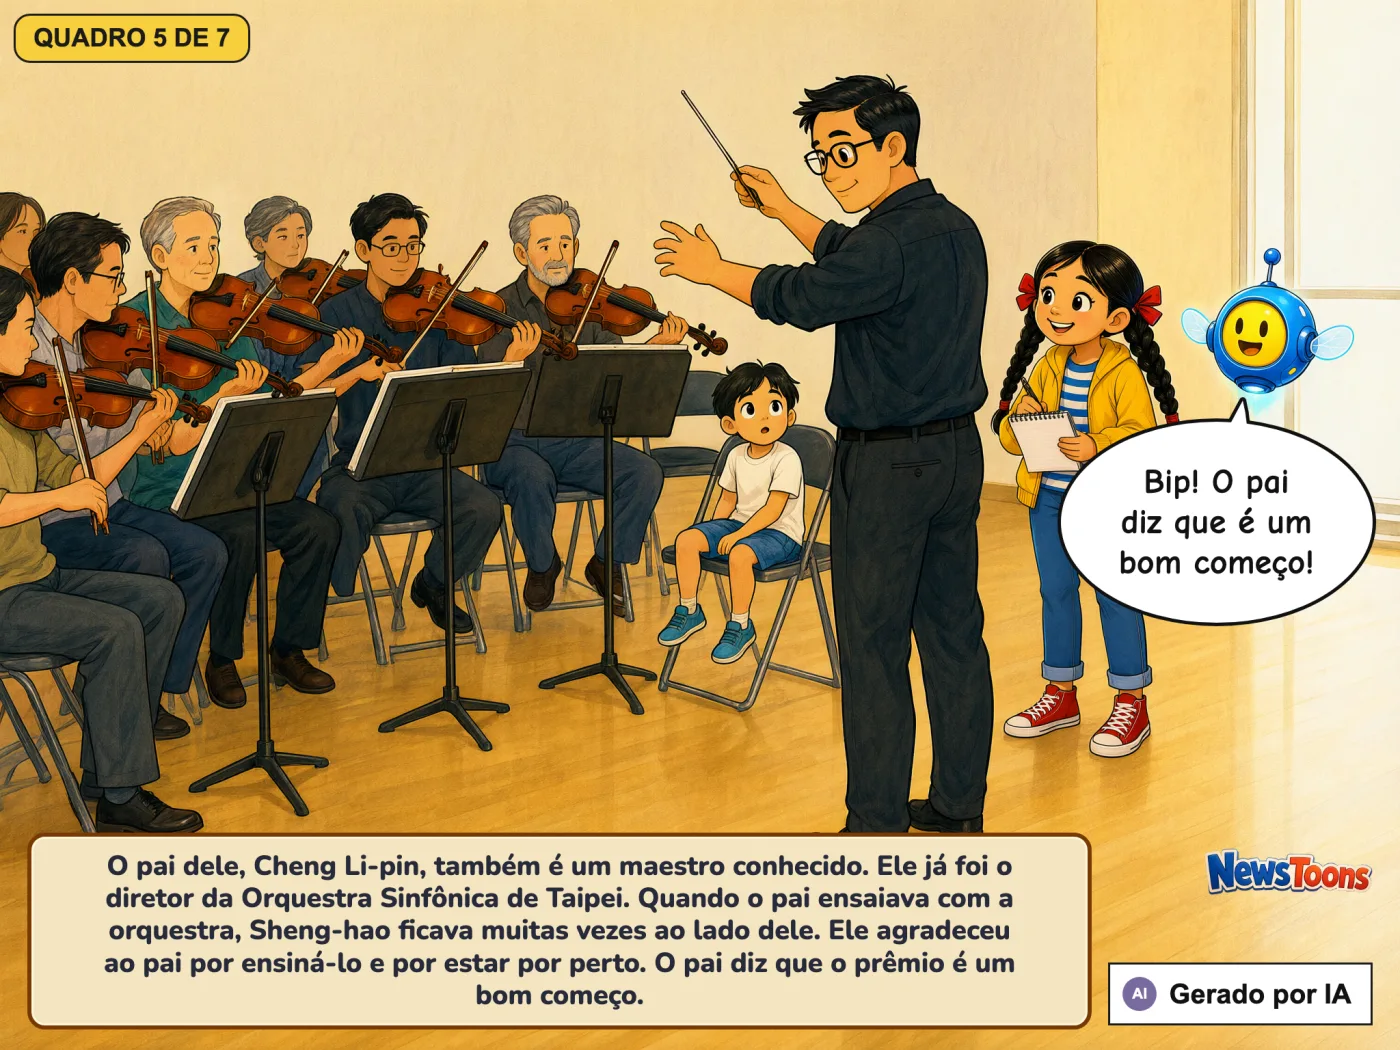 QUADRO 5 DE 7
Bip! O pai
diz que é um
bom começo!
O pai dele, Cheng Li-pin, também é um maestro conhecido. Ele já foi o
diretor da Orquestra Sinfônica de Taipei. Quando o pai ensaiava com a
orquestra, Sheng-hao ficava muitas vezes ao lado dele. Ele agradeceu
ao pai por ensiná-lo e por estar por perto. O pai diz que o prêmio é um
bom começo.
NewsToons
AI Gerado por IA